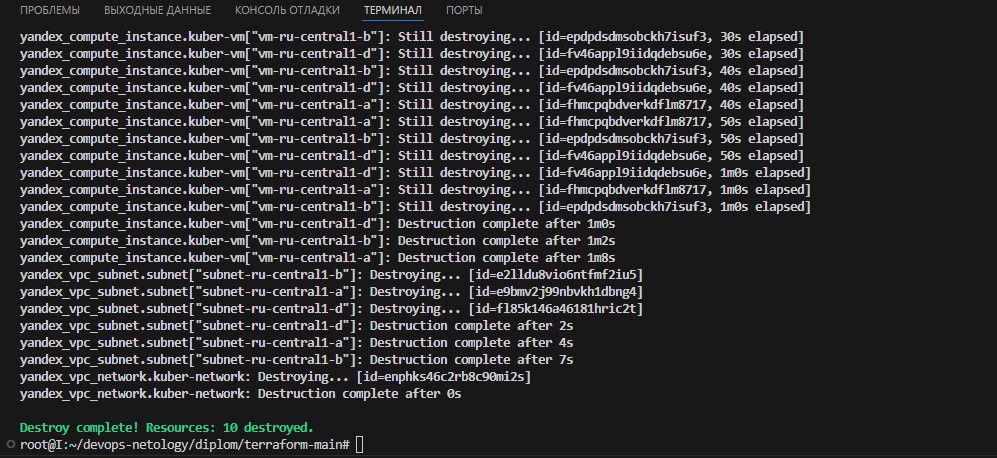 ПРОБЛЕМЫ ВЫХОДНЫЕ ДАННЫЕ КОНСОЛЬ ОТЛАДКИ ТЕРМИНАЛ ПОРТЫ
yandex_compute_instance.kuber-vm["vm-ru-central1-b"]: Still destroying... [id=epdpdsdmsobckh7isuf3, 30s elapsed]
yandex_compute_instance.kuber-vm["vm-ru-central1-d"]: Still destroying... [id=fv46appl9iidqdebsu6e, 30s elapsed]
yandex_compute_instance.kuber-vm["vm-ru-central1-b"]: Still destroying... [id=epdpdsdmsobckh7isuf3, 40s elapsed]
yandex_compute_instance.kuber-vm["vm-ru-central1-d"]: Still destroying... [id=fv46appl9iidqdebsu6e, 40s elapsed]
yandex_compute_instance.kuber-vm["vm-ru-central1-a"]: Still destroying... [id=fhmcpqbdverkdflm8717, 40s elapsed]
yandex_compute_instance.kuber-vm["vm-ru-central1-a"]: Still destroying... [id=fhmcpqbdverkdflm8717, 50s elapsed]
yandex_compute_instance.kuber-vm["vm-ru-central1-b"]: Still destroying... [id=epdpdsdmsobckh7isuf3, 50s elapsed]
yandex_compute_instance.kuber-vm["vm-ru-central1-d"]: Still destroying... [id=fv46appl9iidqdebsu6e, 50s elapsed]
yandex_compute_instance.kuber-vm["vm-ru-central1-d"]: Still destroying... [id=fv46appl9iidqdebsu6e, 1m0s elapsed]
yandex_compute_instance.kuber-vm["vm-ru-central1-a"]: Still destroying... [id=fhmcpqbdverkdflm8717, 1m0s elapsed]
yandex_compute_instance.kuber-vm["vm-ru-central1-b"]: Still destroying... [id=epdpdsdmsobckh7isuf3, 1m0s elapsed]
yandex_compute_instance.kuber-vm["vm-ru-central1-d"]: Destruction complete after 1m0s
yandex_compute_instance.kuber-vm["vm-ru-central1-b"]: Destruction complete after 1m2s
yandex_compute_instance.kuber-vm["vm-ru-central1-a"]: Destruction complete after 1m8s
yandex_vpc_subnet.subnet["subnet-ru-central1-b"]: Destroying... [id=e2lldu8vio6ntfmf2iu5]
yandex_vpc_subnet.subnet["subnet-ru-central1-a"]: Destroying... [id=e9bmv2j99nbvkh1dbng4]
yandex_vpc_subnet.subnet["subnet-ru-central1-d"]: Destroying... [id=fl85k146a46181hric2t]
yandex_vpc_subnet.subnet["subnet-ru-central1-d"]: Destruction complete after 2s
yandex_vpc_subnet.subnet["subnet-ru-central1-a"]: Destruction complete after 4s
yandex_vpc_subnet.subnet["subnet-ru-central1-b"]: Destruction complete after 7s
yandex_vpc_network.kuber-network: Destroying... [id=enphks46c2rb8c90mi2s]
yandex_vpc_network.kuber-network: Destruction complete after 0s
Destroy complete! Resources: 10 destroyed.
root@I:~/devops-netology/diplom/terraform-main#